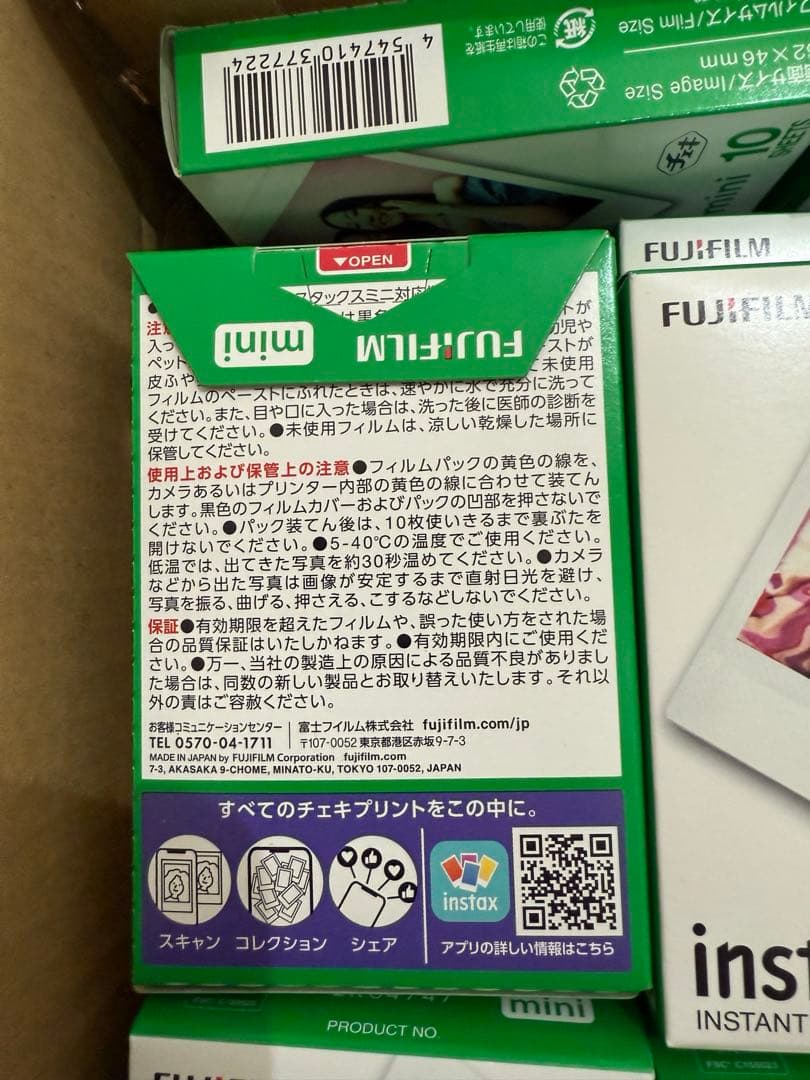 4 547410 377224
この箱は再生紙を
使用しています。
紙
フィルムサイズ/Film Size
画面サイズ/Image Size
62×46mm
チェキ
mini 10
SHEETS
▼OPEN
FUJIFILM
mini
FUJIFILM
FUJIFILM
フィルムのペーストにふれたときは、速やかに水で充分に洗って
ください。また、目や口に入った場合は、洗った後に医師の診断を
受けてください。●未使用フィルムは、涼しい乾燥した場所に
保管してください。
使用上および保管上の注意●フィルムパックの黄色の線を、
カメラあるいはプリンター内部の黄色の線に合わせて装てん
します。黒色のフィルムカバーおよびパックの凹部を押さないで
ください。●パック装てん後は、10枚使いきるまで裏ぶたを
開けないでください。●5-40℃の温度でご使用ください。
低温では、出てきた写真を約30秒温めてください。●カメラ
などから出た写真は画像が安定するまで直射日光を避け、
写真を振る、曲げる、押さえる、こするなどしないでください。
保証●有効期限を超えたフィルムや、誤った使い方をされた場
合の品質保証はいたしかねます。●有効期限内にご使用くだ
さい。●万一、当社の製造上の原因による品質不良がありまし
た場合は、同数の新しい製品とお取り替えいたします。それ以
外の責はご容赦ください。
お客様コミュニケーションセンター
TEL 0570-04-1711
富士フイルム株式会社 fujifilm.com/jp
〒107-0052 東京都港区赤坂9-7-3
MADE IN JAPAN by FUJIFILM Corporation fujifilm.com
7-3, AKASAKA 9-CHOME, MINATO-KU, TOKYO 107-0052, JAPAN
すべてのチェキプリントをこの中に。
スキャン コレクション シェア
instax
アプリの詳しい情報はこちら
inst
INSTANT
mini
PRODUCT NO.